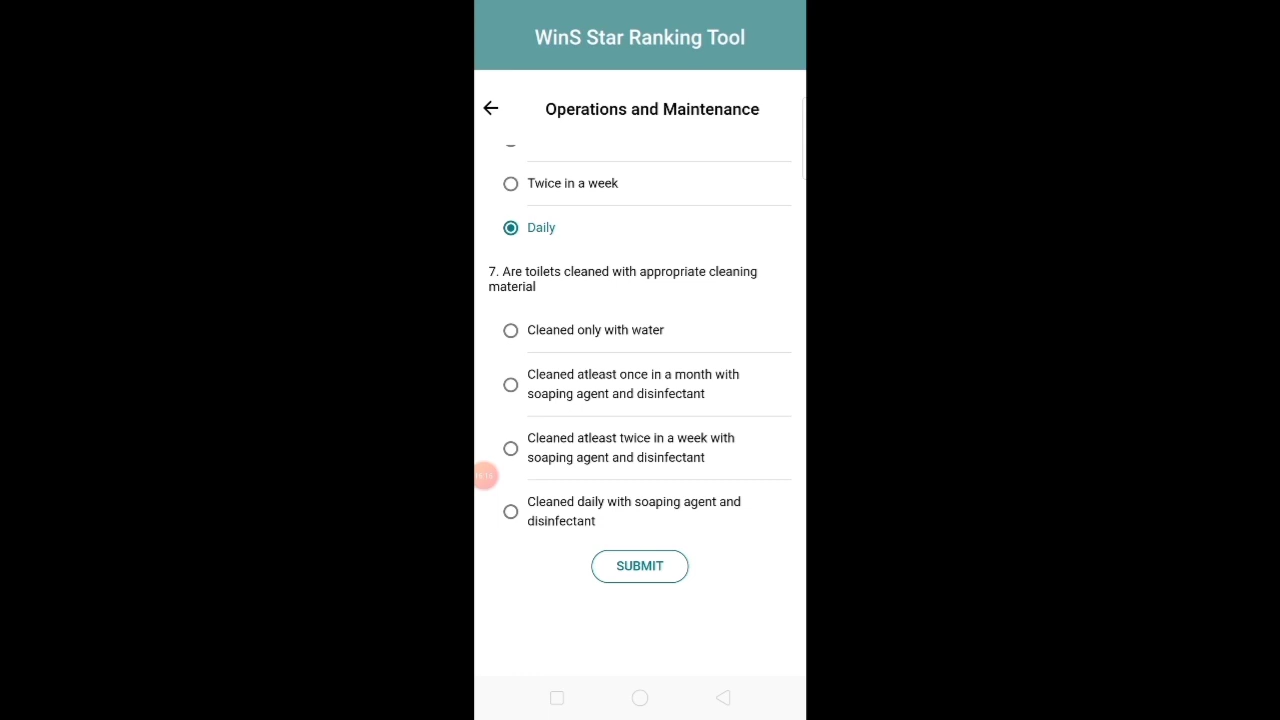 WinS Star Ranking Tool
Operations and Maintenance
Twice in a week
Daily
7. Are toilets cleaned with appropriate cleaning
material
Cleaned only with water
Cleaned atleast once in a month with
soaping agent and disinfectant
Cleaned atleast twice in a week with
soaping agent and disinfectant
Cleaned daily with soaping agent and
disinfectant
SUBMIT